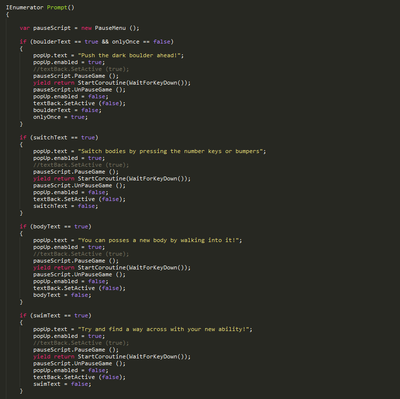 IEnumerator Prompt()
{
var pauseScript = new PauseMenu ();
if (boulderText == true && onlyOnce == false)
{
popUp.text = "Push the dark boulder ahead!";
popUp.enabled = true;
//textBack.SetActive (true);
pauseScript.PauseGame ();
yield return StartCoroutine(WaitForKeyDown());
pauseScript.UnPauseGame ();
popUp.enabled = false;
textBack.SetActive (false);
boulderText = false;
onlyOnce = true;
}
if (switchText == true)
{
popUp.text = "Switch bodies by pressing the number keys or bumpers";
popUp.enabled = true;
//textBack.SetActive (true);
pauseScript.PauseGame ();
yield return StartCoroutine(WaitForKeyDown());
pauseScript.UnPauseGame ();
popUp.enabled = false;
textBack.SetActive (false);
switchText = false;
}
if (bodyText == true)
{
popUp.text = "You can posses a new body by walking into it!";
popUp.enabled = true;
//textBack.SetActive (true);
pauseScript.PauseGame ();
yield return StartCoroutine(WaitForKeyDown());
pauseScript.UnPauseGame ();
popUp.enabled = false;
textBack.SetActive (false);
bodyText = false;
}
if (swimText == true)
{
popUp.text = "Try and find a way across with your new ability!";
popUp.enabled = true;
//textBack.SetActive (true);
pauseScript.PauseGame ();
yield return StartCoroutine(WaitForKeyDown());
pauseScript.UnPauseGame ();
popUp.enabled = false;
textBack.SetActive (false);
swimText = false;
}